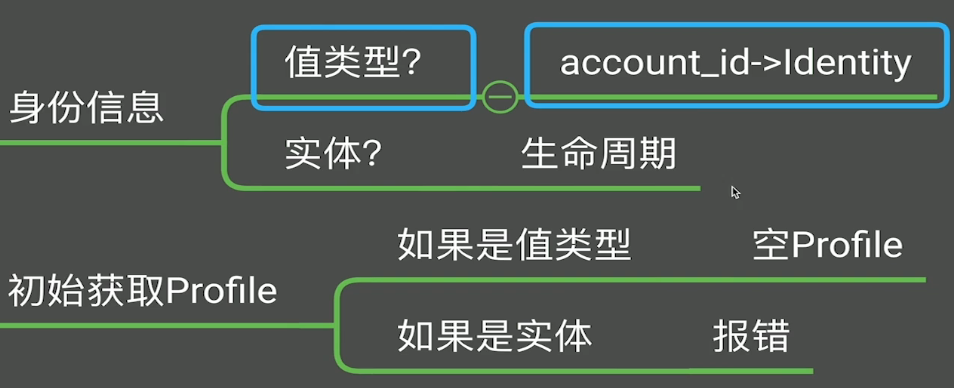 身份信息
值类型?
account_id->Identity
实体?
生命周期
初始获取Profile
如果是值类型
空Profile
如果是实体
报错